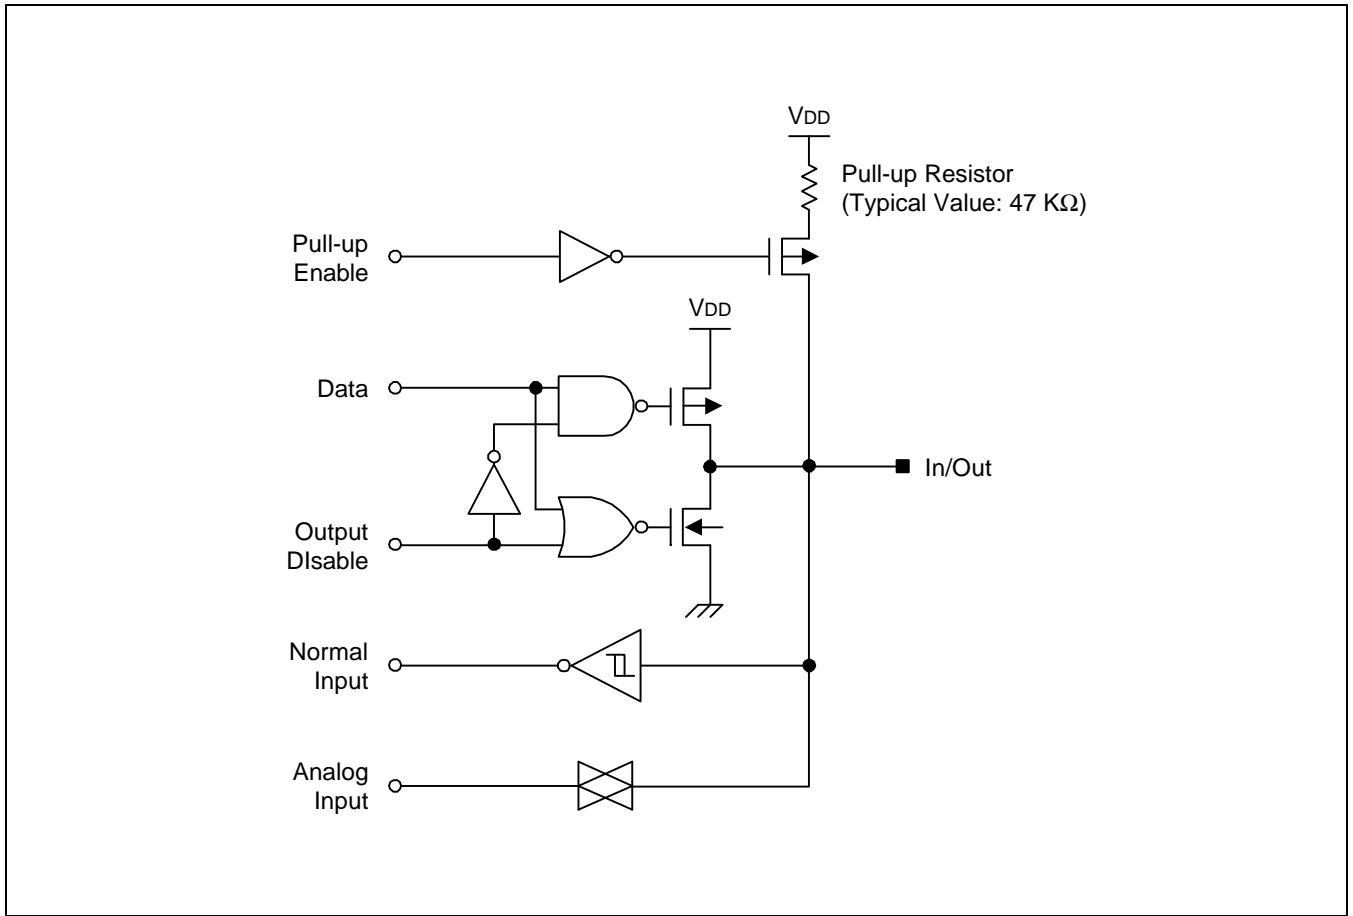 VDD
Pull-up Resistor
(Typical Value: 47 KΩ)
Pull-up
Enable
VDD
Data
In/Out
Output
DIsable
Normal
Input
Analog
Input